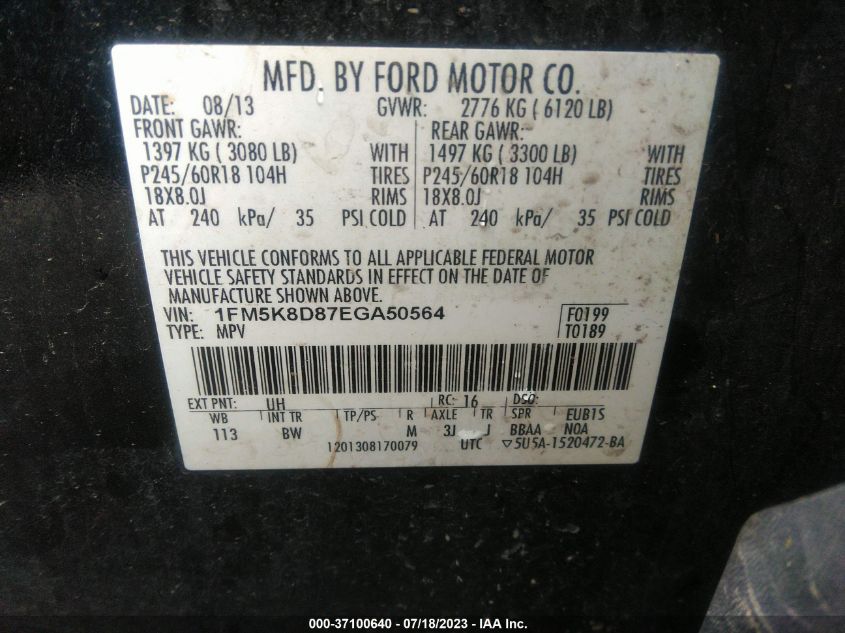 MFD. BY FORD MOTOR CO.
DATE: 08/13 GVWR: 2776 KG ( 6120 LB)
FRONT GAWR: REAR GAWR:
1397 KG ( 3080 LB) WITH 1497 KG ( 3300 LB) WITH
P245/60R18 104H TIRES P245/60R18 104H TIRES
18X8.0J RIMS 18X8.0J RIMS
AT 240 kPa/ 35 PSI COLD AT 240 kPa/ 35 PSI COLD
THIS VEHICLE CONFORMS TO ALL APPLICABLE FEDERAL MOTOR
VEHICLE SAFETY STANDARDS IN EFFECT ON THE DATE OF
MANUFACTURE SHOWN ABOVE.
VIN: 1FM5K8D87EGA50564 F0199
TYPE: MPV T0189
EXT PNT: UH RC: 16 DSO:
WB INT TR TP/PS R AXLE TR SPR EUB1S
113 BW M 3J J BBAA NOA
1201308170079 UTC ▽5U5A-1520472-BA
000-37100640 - 07/18/2023 - IAA Inc.